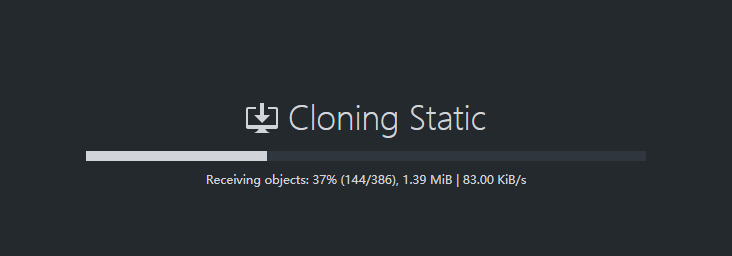 Cloning Static
Receiving objects: 37% (144/386), 1.39 MiB | 83.00 KiB/s